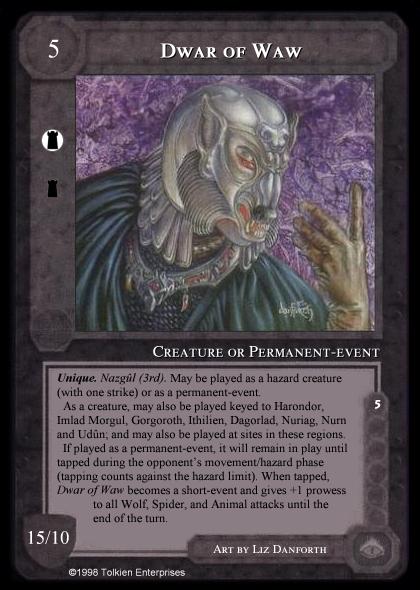 5
DWAR OF WAW
danforth
CREATURE OR PERMANENT-EVENT
Unique. Nazgûl (3rd). May be played as a hazard creature
(with one strike) or as a permanent-event.
5
As a creature, may also be played keyed to Harondor,
Imlad Morgul, Gorgoroth, Ithilien, Dagorlad, Nuriag, Nurn
and Udûn; and may also be played at sites in these regions.
If played as a permanent-event, it will remain in play until
tapped during the opponent's movement/hazard phase
(tapping counts against the hazard limit). When tapped,
Dwar of Waw becomes a short-event and gives +1 prowess
to all Wolf, Spider, and Animal attacks until the
end of the turn.
15/10
ART BY LIZ DANFORTH
©1998 Tolkien Enterprises